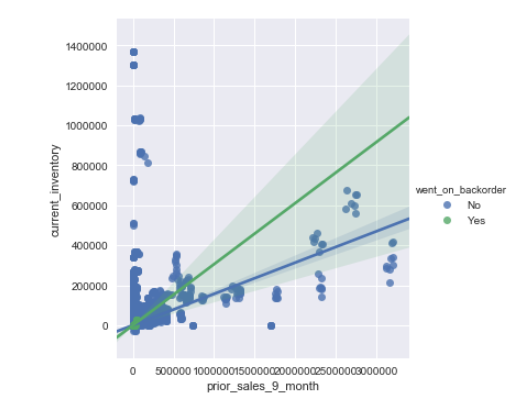 1400000
1200000
1000000
800000
600000
400000
200000
0
current_inventory
0 500000 1000000 1500000 2000000 2500000 3000000
prior_sales_9_month
went_on_backorder
No
Yes